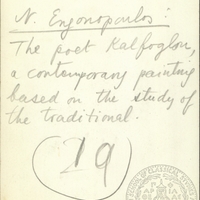 N. Engonopoulos:
The poet Kalfoglou,
a contemporary painting
based on the study of
the traditional.
19